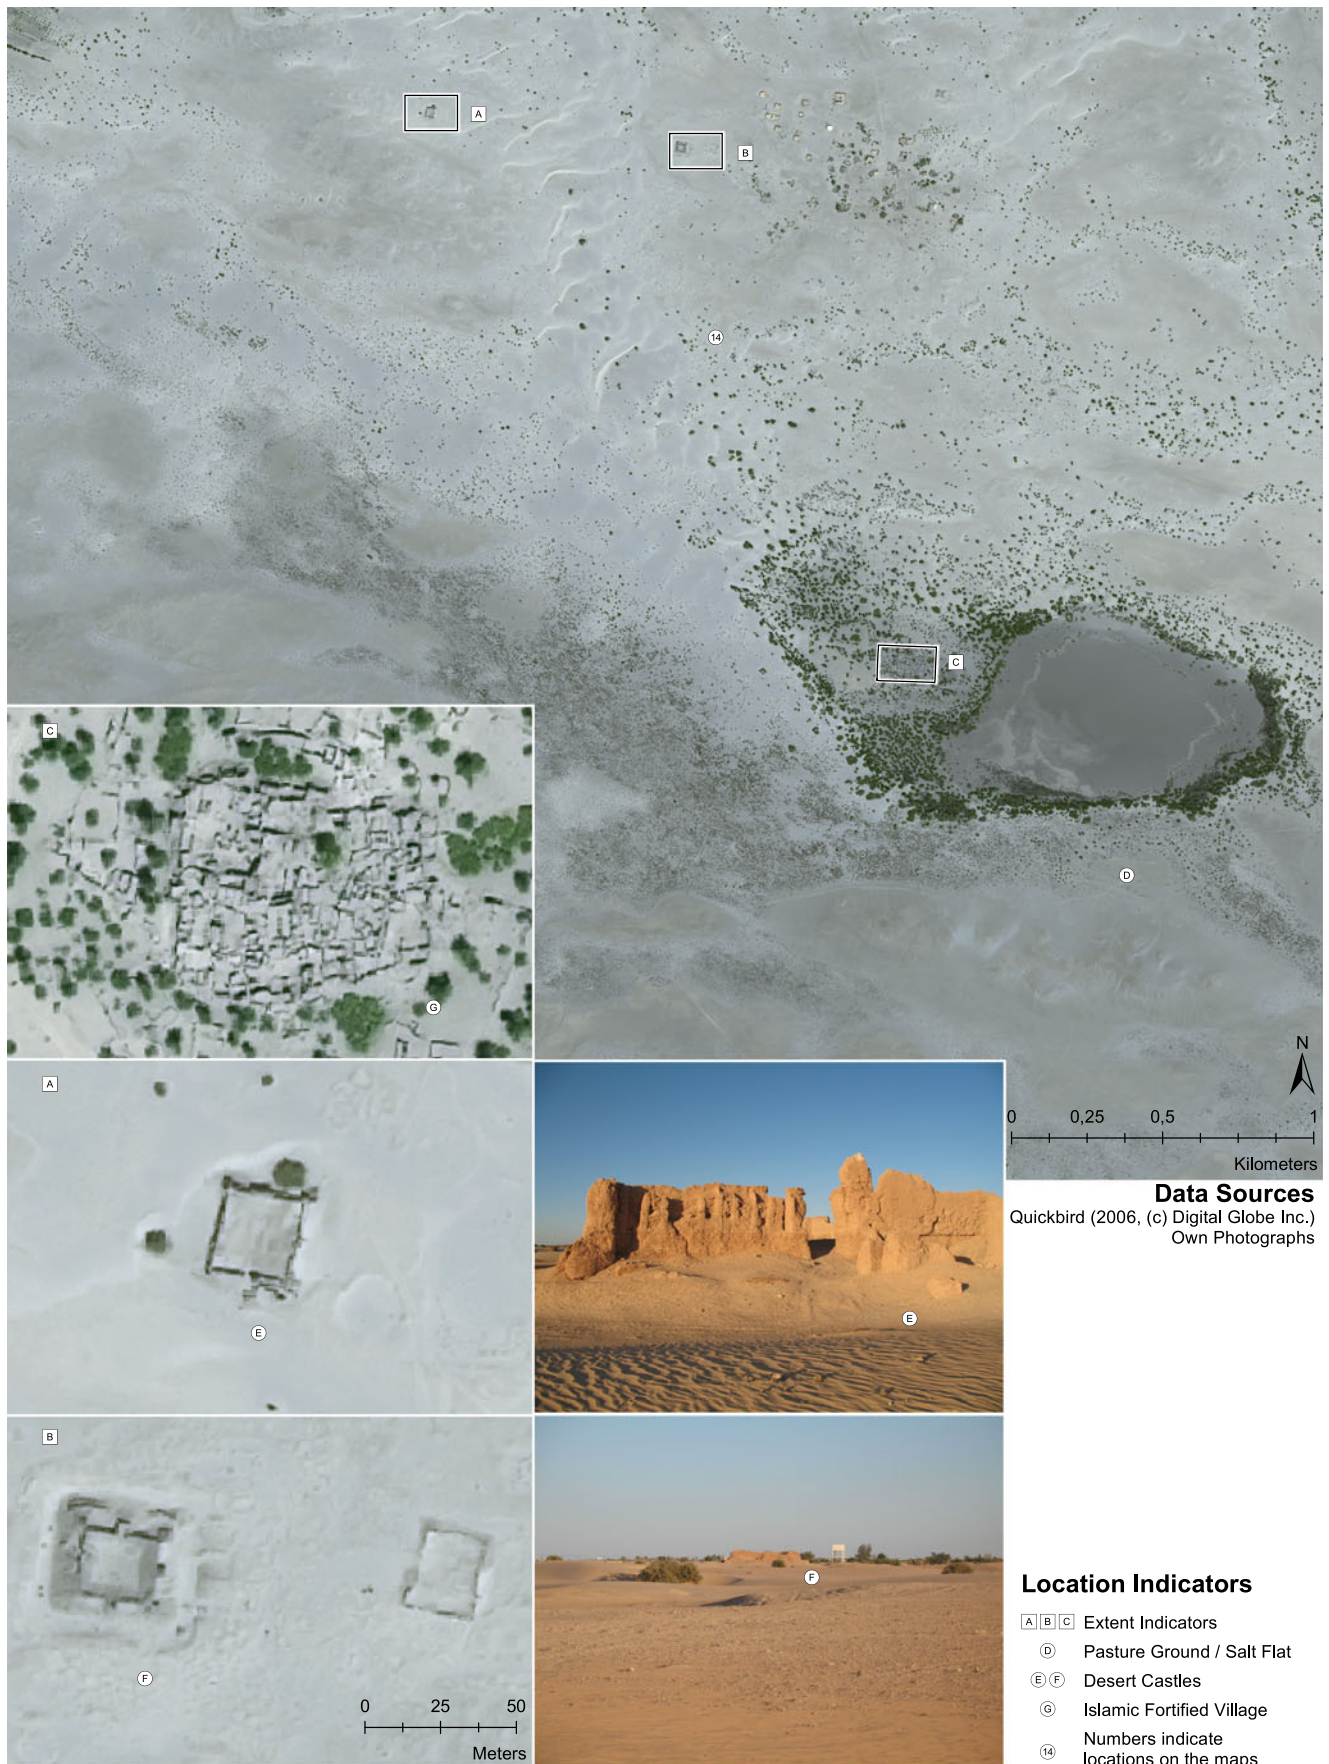 A
B
14
C
D
C
G
A
E
E
B
F
F
0 25 50
Meters
N
0 0,25 0,5 1
Kilometers
Data Sources
Quickbird (2006, (c) Digital Globe Inc.)
Own Photographs
Location Indicators
A B C Extent Indicators
D Pasture Ground / Salt Flat
E F Desert Castles
G Islamic Fortified Village
14 Numbers indicate
locations on the maps